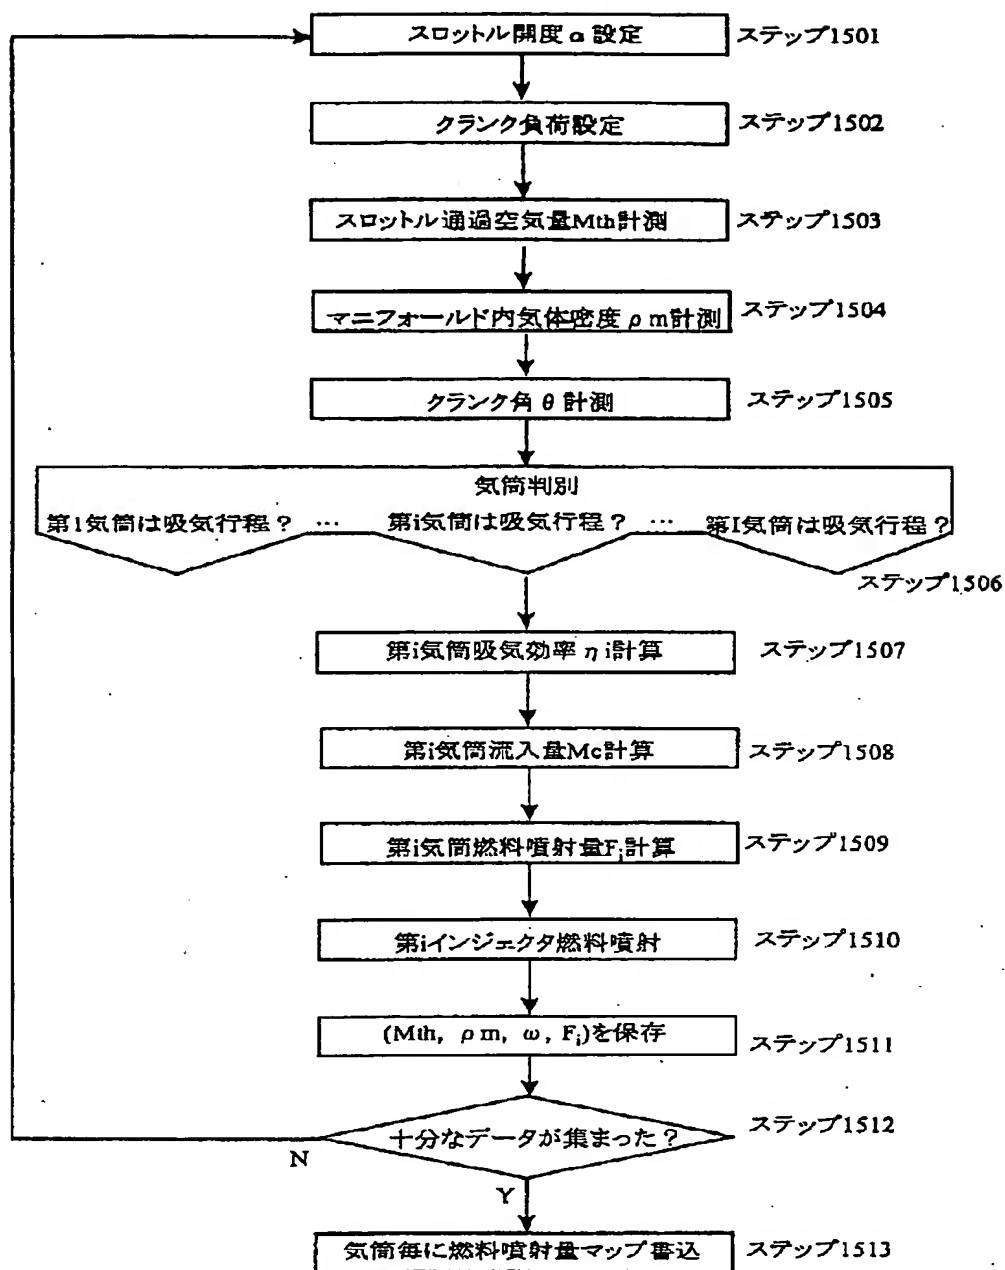 スロットル開度α設定 ステップ1501
クランク負荷設定 ステップ1502
スロットル通過空気量Mth計測 ステップ1503
マニフォールド内気体密度ρm計測 ステップ1504
クランク角θ計測 ステップ1505
気筒判別
第1気筒は吸気行程? … 第i気筒は吸気行程? … 第I気筒は吸気行程?
ステップ1506
第i気筒吸気効率ηi計算 ステップ1507
第i気筒流入量Mc計算 ステップ1508
第i気筒燃料噴射量Fi計算 ステップ1509
第iインジェクタ燃料噴射 ステップ1510
(Mth, ρm, ω, Fi)を保存 ステップ1511
十分なデータが集まった? ステップ1512
N
Y
気筒毎に燃料噴射量マップ書込 ステップ1513